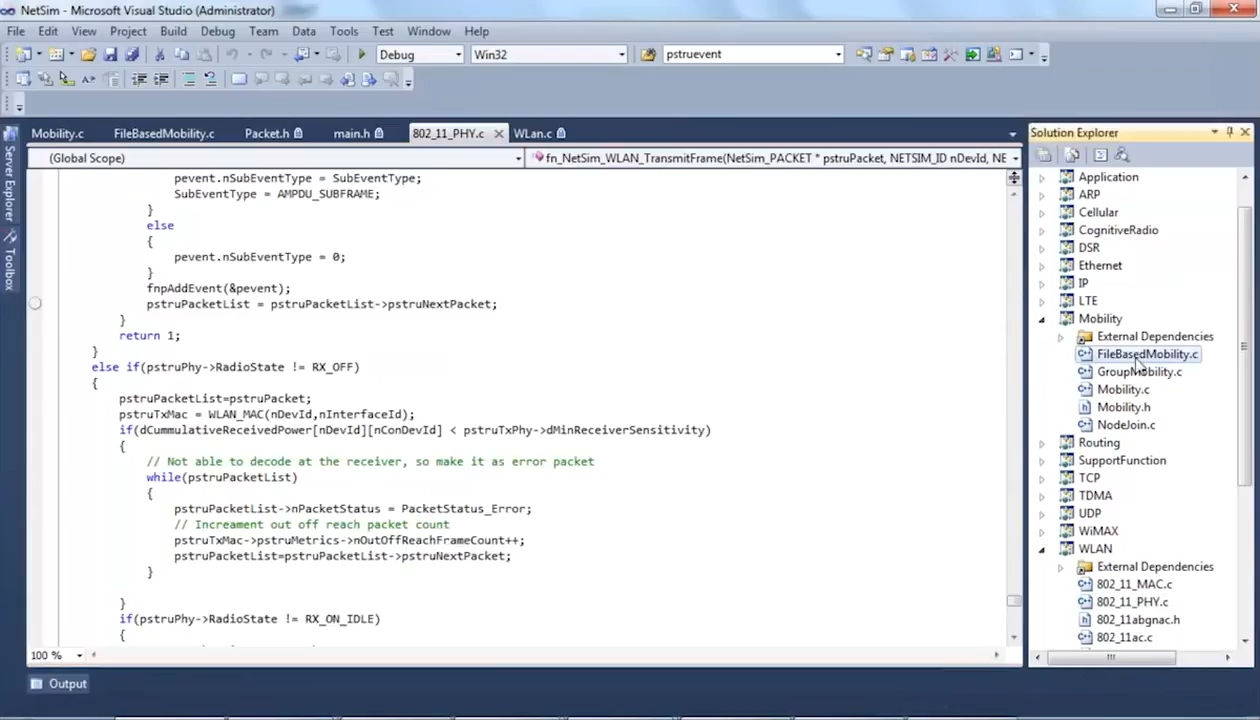 NetSim - Microsoft Visual Studio (Administrator)
File Edit View Project Build Debug Team Data Tools Test Window Help
Debug Win32 pstruevent
Mobility.c FileBasedMobility.c Packet.h main.h 802_11_PHY.c WLan.c
(Global Scope) fn_NetSim_WLAN_TransmitFrame(NetSim_PACKET * pstruPacket, NETSIM_ID nDevId, NE
Server Explorer
Toolbox
pevent.nSubEventType = SubEventType;
SubEventType = AMPDU_SUBFRAME;
}
else
{
pevent.nSubEventType = 0;
}
fnpAddEvent(&pevent);
pstruPacketList = pstruPacketList->pstruNextPacket;
}
return 1;
}
else if(pstruPhy->RadioState != RX_OFF)
{
pstruPacketList=pstruPacket;
pstruTxMac = WLAN_MAC(nDevId,nInterfaceId);
if(dCummulativeReceivedPower[nDevId][nConDevId] < pstruTxPhy->dMinReceiverSensitivity)
{
// Not able to decode at the receiver, so make it as error packet
while(pstruPacketList)
{
pstruPacketList->nPacketStatus = PacketStatus_Error;
// Increament out off reach packet count
pstruTxMac->pstruMetrics->nOutOffReachFrameCount++;
pstruPacketList=pstruPacketList->pstruNextPacket;
}
}
if(pstruPhy->RadioState != RX_ON_IDLE)
{
100 %
Output
Solution Explorer
Application
ARP
Cellular
CognitiveRadio
DSR
Ethernet
IP
LTE
Mobility
External Dependencies
FileBasedMobility.c
GroupMobility.c
Mobility.c
Mobility.h
NodeJoin.c
Routing
SupportFunction
TCP
TDMA
UDP
WiMAX
WLAN
External Dependencies
802_11_MAC.c
802_11_PHY.c
802_11abgnac.h
802_11ac.c